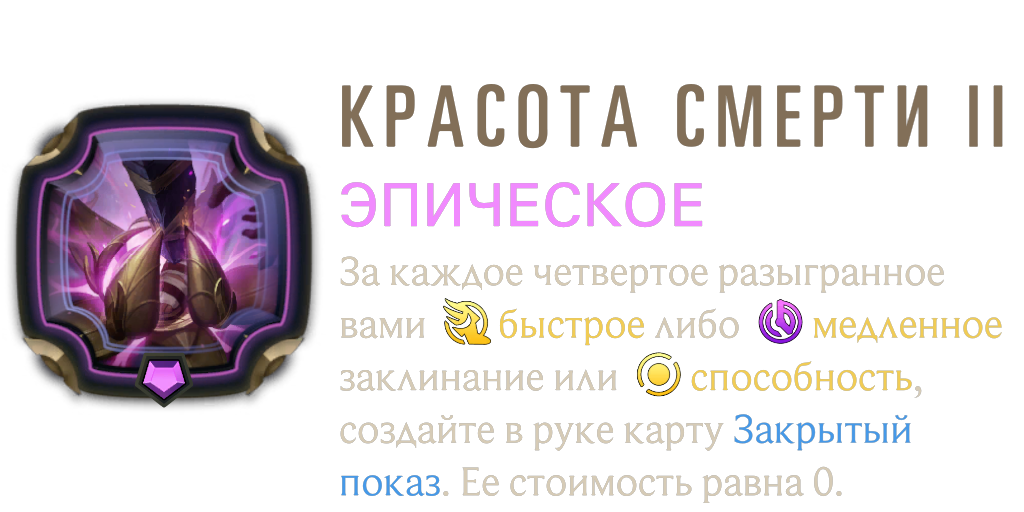 КРАСОТА СМЕРТИ II
ЭПИЧЕСКОЕ
За каждое четвертое разыгранное
вами быстрое либо медленное
заклинание или способность,
создайте в руке карту Закрытый
показ. Ее стоимость равна 0.